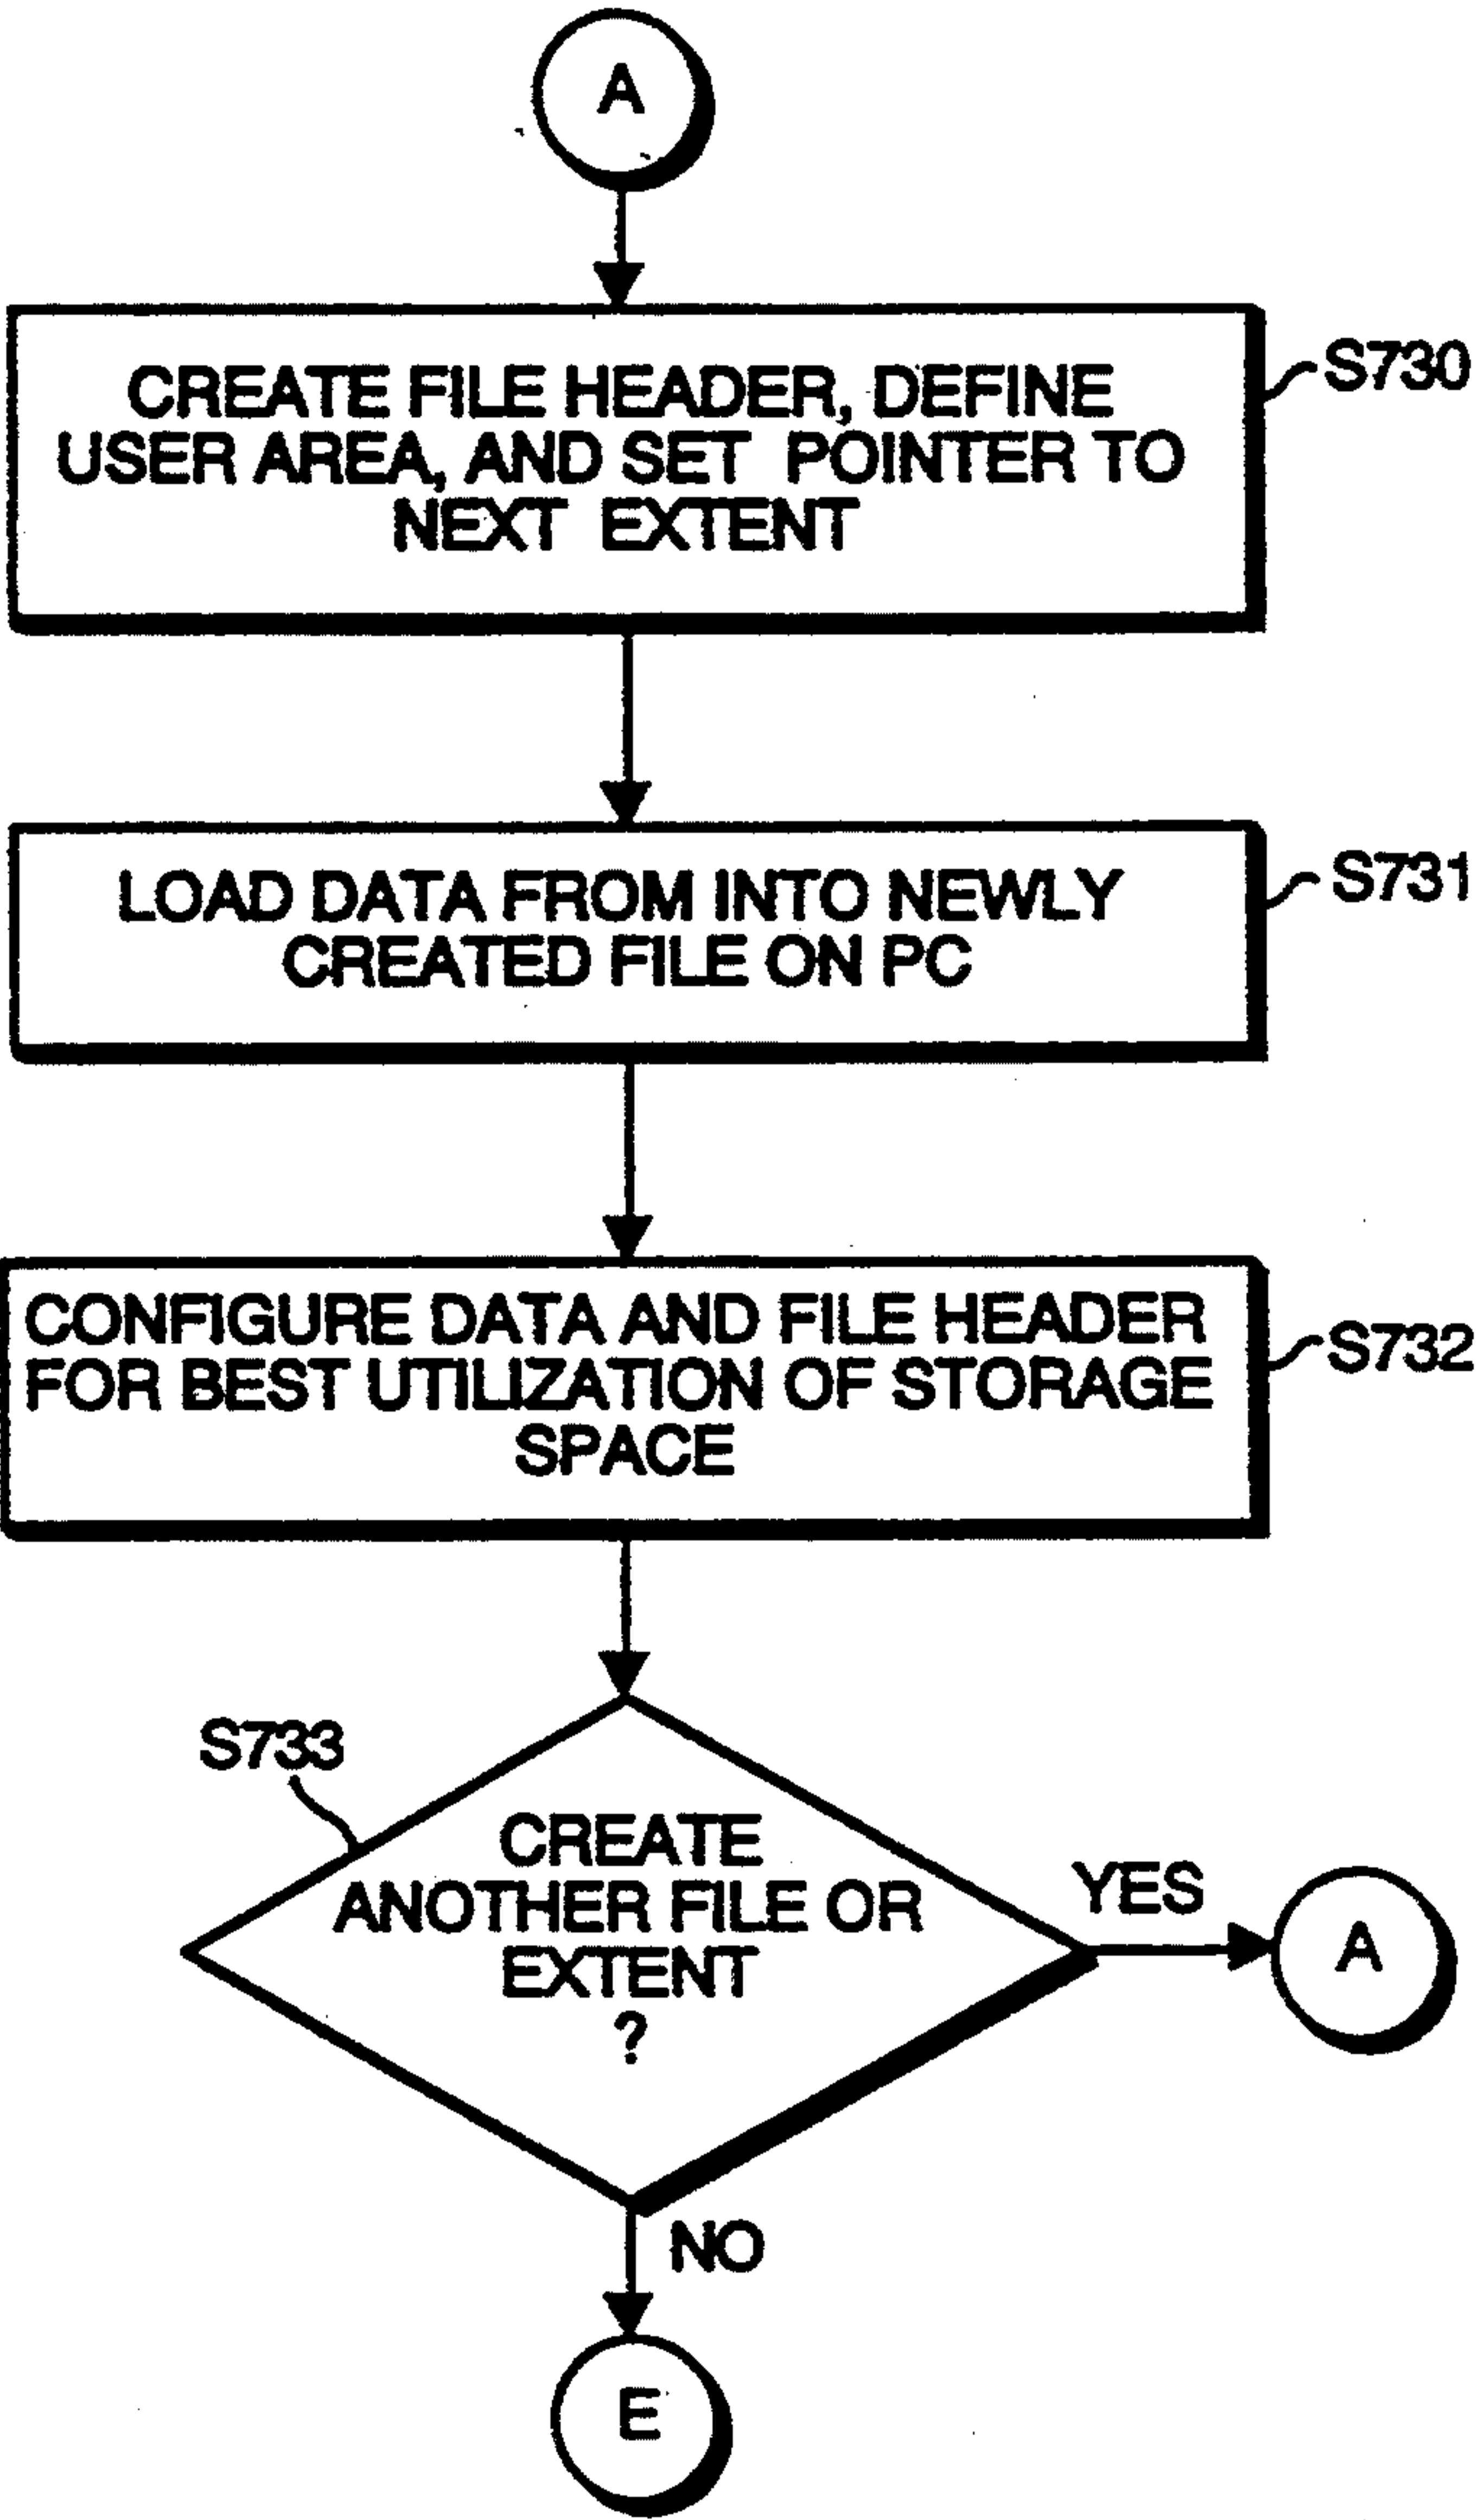 A
CREATE FILE HEADER, DEFINE
USER AREA, AND SET POINTER TO
NEXT EXTENT
S730
LOAD DATA FROM INTO NEWLY
CREATED FILE ON PC
S731
CONFIGURE DATA AND FILE HEADER
FOR BEST UTILIZATION OF STORAGE
SPACE
S732
S733
CREATE
ANOTHER FILE OR
EXTENT
?
YES
A
NO
E